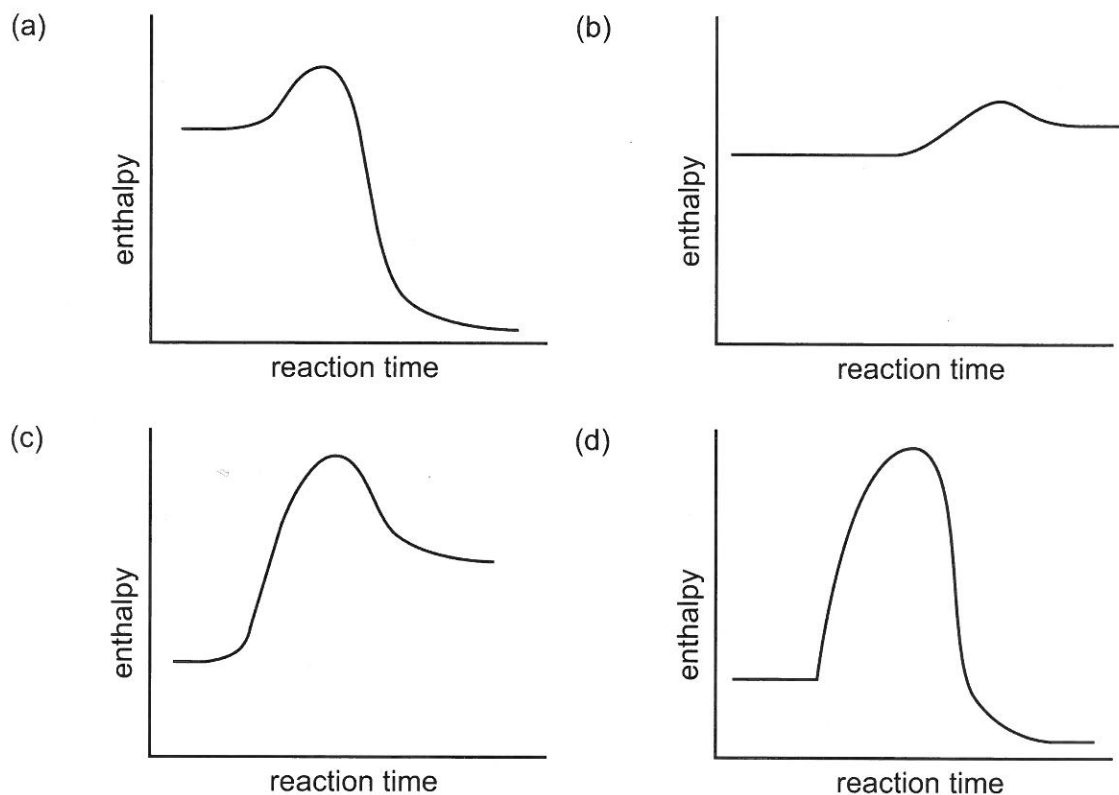 (a)
enthalpy
reaction time
(b)
enthalpy
reaction time
(c)
enthalpy
reaction time
(d)
enthalpy
reaction time